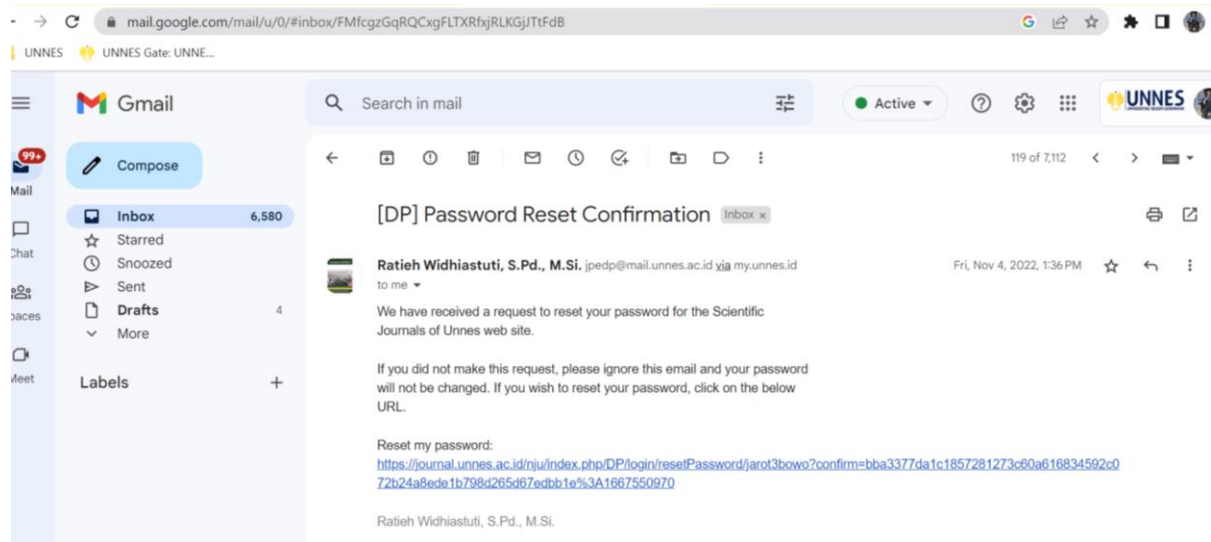 mail.google.com/mail/u/0/#inbox/FMfcgzGqRQCxgFLTXRfxjRLKGjJTtFdB
UNNES UNNES Gate: UNNE...
Gmail
Search in mail
Active
UNNES
99+
Mail
Compose
119 of 7,112
Inbox 6,580
[DP] Password Reset Confirmation Inbox x
Starred
Snoozed
Sent
Drafts 4
More
Labels +
Meet
Ratieh Widhiastuti, S.Pd., M.Si. jpedp@mail.unnes.ac.id via my.unnes.id
Fri, Nov 4, 2022, 1:36 PM
to me
We have received a request to reset your password for the Scientific
Journals of Unnes web site.
If you did not make this request, please ignore this email and your password
will not be changed. If you wish to reset your password, click on the below
URL.
Reset my password:
https://journal.unnes.ac.id/nju/index.php/DP/login/resetPassword/jarot3bowo?confirm=bba3377da1c1857281273c60a616834592c0
72b24a8ede1b798d265d67edbb1e%3A1667550970
Ratieh Widhiastuti, S.Pd., M.Si.